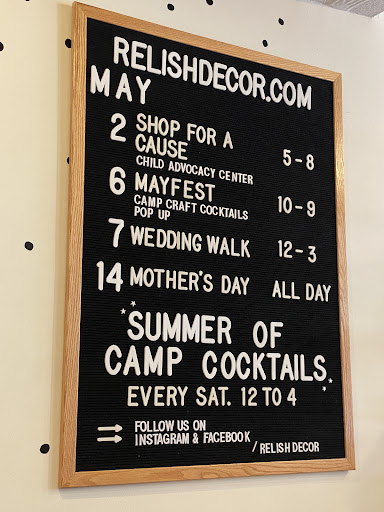 RELISHDECOR.COM
MAY
2 SHOP FOR A
CAUSE 5-8
CHILD ADVOCACY CENTER
6 MAYFEST
CAMP CRAFT COCKTAILS 10-9
POP UP
7 WEDDING WALK 12-3
14 MOTHER'S DAY ALL DAY
SUMMER OF
CAMP COCKTAILS
EVERY SAT. 12 TO 4
FOLLOW US ON
INSTAGRAM & FACEBOOK
/ RELISH DECOR